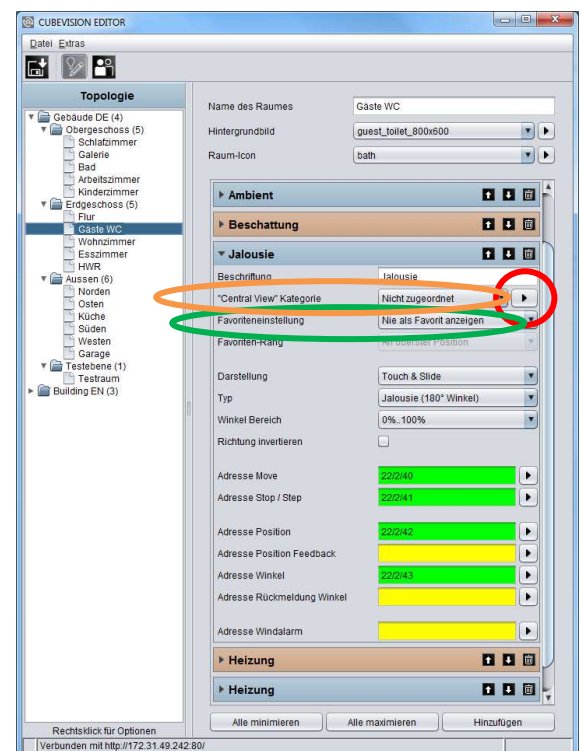 CUBEVISION EDITOR
Datei Extras
Topologie
Gebäude DE (4)
Obergeschoss (5)
Schlafzimmer
Galerie
Bad
Arbeitszimmer
Kinderzimmer
Erdgeschoss (5)
Flur
Gäste WC
Wohnzimmer
Esszimmer
HWR
Aussen (6)
Norden
Osten
Küche
Süden
Westen
Garage
Testebene (1)
Testraum
Building EN (3)
Rechtsklick für Optionen
Name des Raumes Gäste WC
Hintergrundbild guest_toilet_800x600
Raum-Icon bath
Ambient
Beschattung
Jalousie
Beschriftung Jalousie
"Central View" Kategorie Nicht zugeordnet
Favoriteneinstellung Nie als Favorit anzeigen
Favoriten-Rang An oberster Position
Darstellung Touch & Slide
Typ Jalousie (180° Winkel)
Winkel Bereich 0%..100%
Richtung invertieren
Adresse Move 22/2/40
Adresse Stop / Step 22/2/41
Adresse Position 22/2/42
Adresse Position Feedback
Adresse Winkel 22/2/43
Adresse Rückmeldung Winkel
Adresse Windalarm
Heizung
Heizung
Alle minimieren Alle maximieren Hinzufügen
Verbunden mit http://172.31.49.242:80/